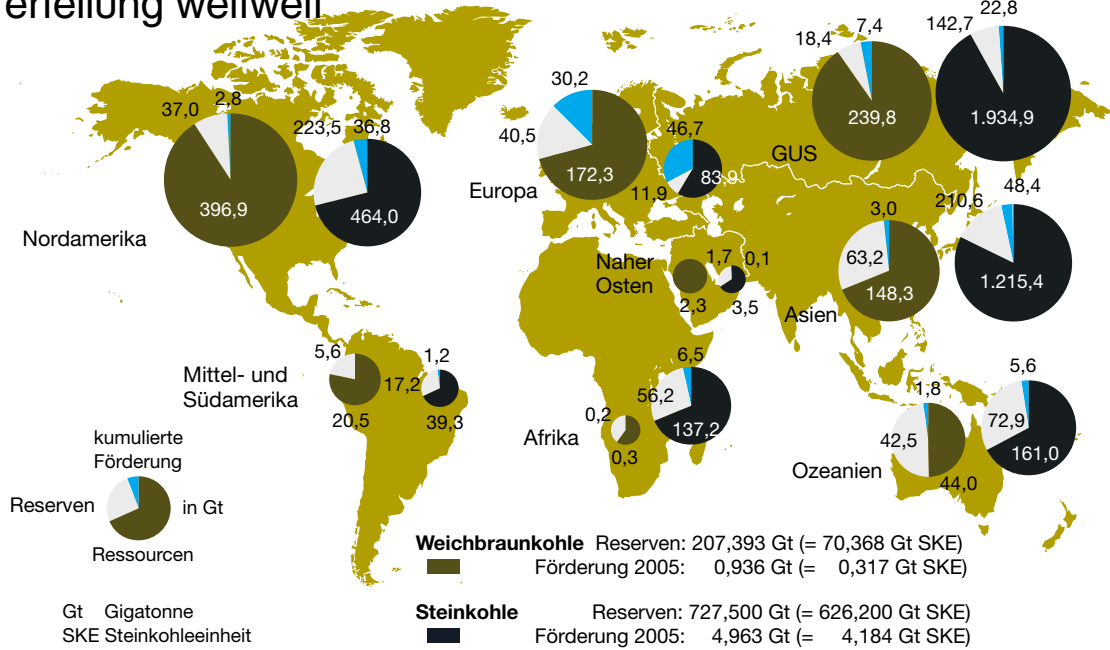 erteilung weltweit
22,8
142,7
18,4
7,4
239,8
1.934,9
GUS
37,0
2,8
223,5
36,8
396,9
464,0
Nordamerika
30,2
40,5
172,3
Europa
46,7
11,9
83,9
48,4
210,6
3,0
63,2
148,3
1.215,4
Asien
Naher
Osten
1,7
0,1
2,3
3,5
5,6
1,2
Mittel- und
Südamerika
17,2
20,5
39,3
6,5
56,2
137,2
0,2
0,3
Afrika
1,8
5,6
42,5
72,9
161,0
44,0
Ozeanien
kumulierte
Förderung
Reserven
in Gt
Ressourcen
Weichbraunkohle Reserven: 207,393 Gt (= 70,368 Gt SKE)
Förderung 2005: 0,936 Gt (= 0,317 Gt SKE)
Steinkohle Reserven: 727,500 Gt (= 626,200 Gt SKE)
Förderung 2005: 4,963 Gt (= 4,184 Gt SKE)
Gt Gigatonne
SKE Steinkohleeinheit